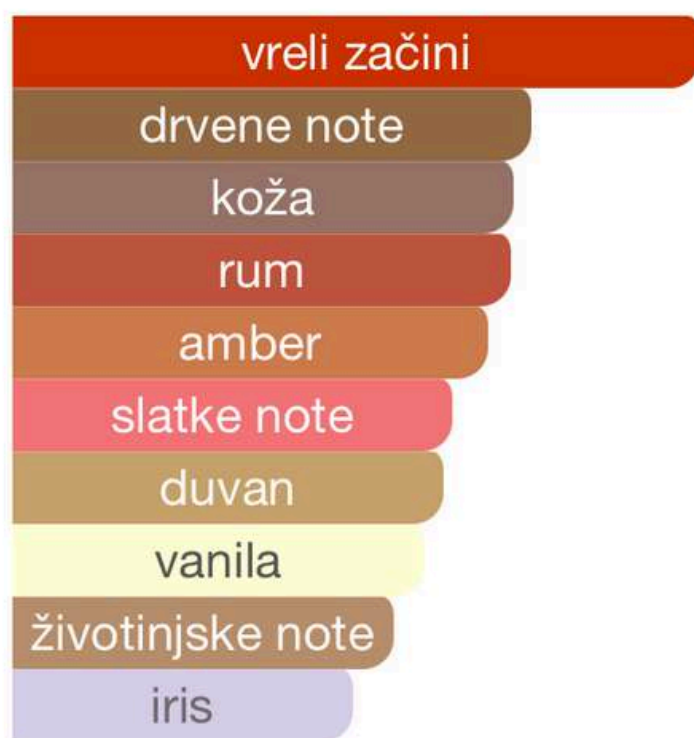 vreli začini
drvene note
koža
rum
amber
slatke note
duvan
vanila
životinjske note
iris